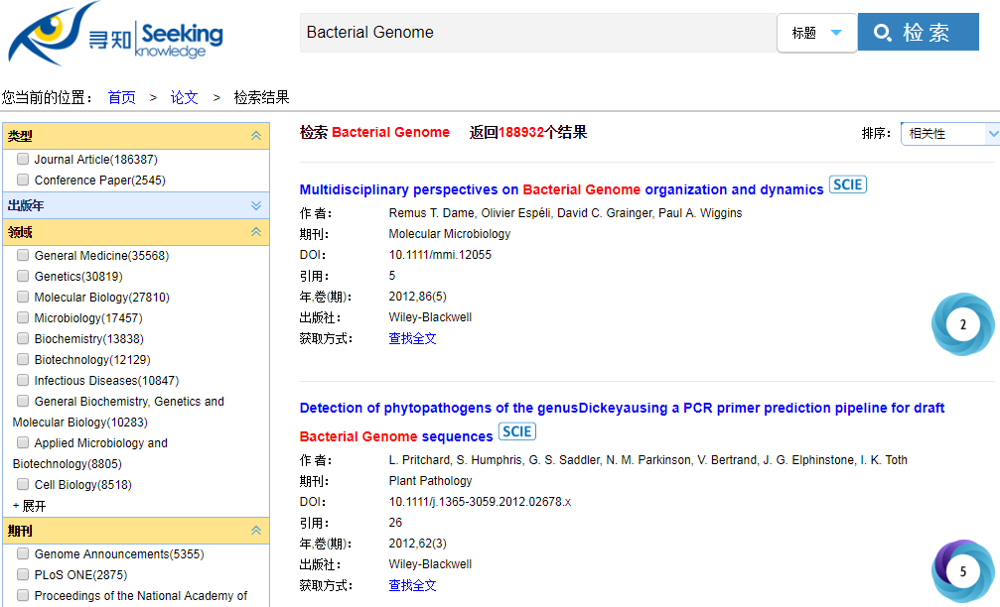 寻知 Seeking knowledge
Bacterial Genome
标题
检 索
您当前的位置： 首页 > 论文 > 检索结果
类型
Journal Article(186387)
Conference Paper(2545)
出版年
领域
General Medicine(35568)
Genetics(30819)
Molecular Biology(27810)
Microbiology(17457)
Biochemistry(13838)
Biotechnology(12129)
Infectious Diseases(10847)
General Biochemistry, Genetics and
Molecular Biology(10283)
Applied Microbiology and
Biotechnology(8805)
Cell Biology(8518)
+ 展开
期刊
Genome Announcements(5355)
PLoS ONE(2875)
Proceedings of the National Academy of
检索 Bacterial Genome 返回188932个结果
排序： 相关性
Multidisciplinary perspectives on Bacterial Genome organization and dynamics SCIE
作 者： Remus T. Dame, Olivier Espéli, David C. Grainger, Paul A. Wiggins
期刊： Molecular Microbiology
DOI： 10.1111/mmi.12055
引用： 5
年,卷(期)： 2012,86(5)
出版社： Wiley-Blackwell
获取方式： 查找全文
2
Detection of phytopathogens of the genusDickeyausing a PCR primer prediction pipeline for draft
Bacterial Genome sequences SCIE
作 者： L. Pritchard, S. Humphris, G. S. Saddler, N. M. Parkinson, V. Bertrand, J. G. Elphinstone, I. K. Toth
期刊： Plant Pathology
DOI： 10.1111/j.1365-3059.2012.02678.x
引用： 26
年,卷(期)： 2012,62(3)
出版社： Wiley-Blackwell
获取方式： 查找全文
5